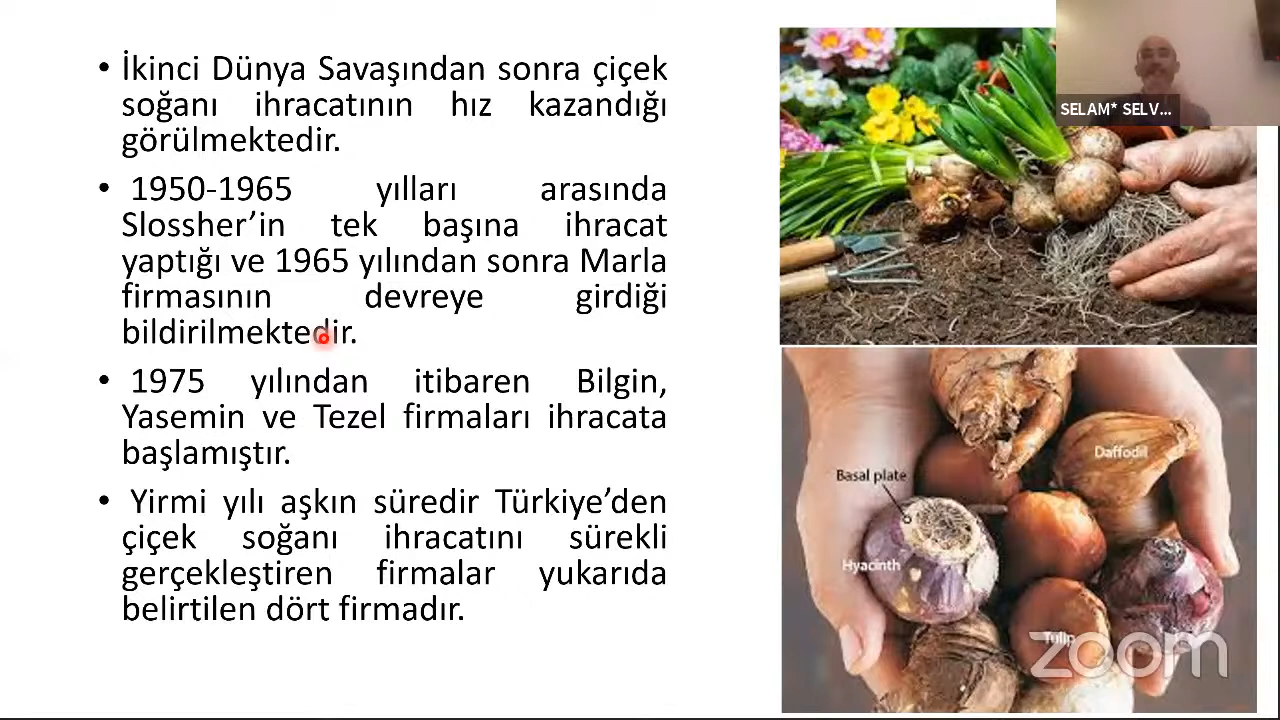 • İkinci Dünya Savaşından sonra çiçek
soğanı ihracatının hız kazandığı
görülmektedir.
• 1950-1965 yılları arasında
Slossher’in tek başına ihracat
yaptığı ve 1965 yılından sonra Marla
firmasının devreye girdiği
bildirilmektedir.
• 1975 yılından itibaren Bilgin,
Yasemin ve Tezel firmaları ihracata
başlamıştır.
• Yirmi yılı aşkın süredir Türkiye’den
çiçek soğanı ihracatını sürekli
gerçekleştiren firmalar yukarıda
belirtilen dört firmadır.
SELAM* SELV...
Daffodil
Basal plate
Hyacinth
Tulip
zoom